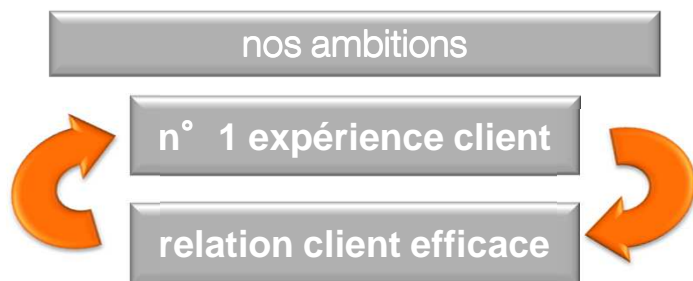 nos ambitions
n° 1 expérience client
relation client efficace